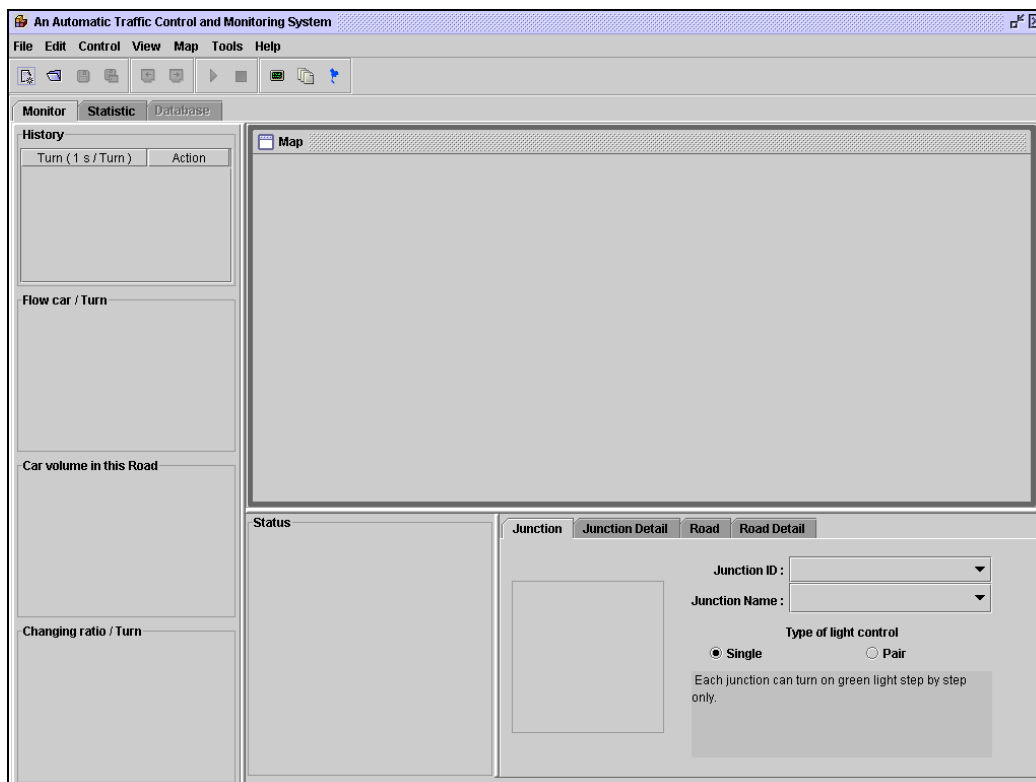 An Automatic Traffic Control and Monitoring System
File Edit Control View Map Tools Help
Monitor Statistic Database
History
Turn ( 1 s / Turn ) Action
Map
Flow car / Turn
Car volume in this Road
Changing ratio / Turn
Status
Junction Junction Detail Road Road Detail
Junction ID :
Junction Name :
Type of light control
Single Pair
Each junction can turn on green light step by step
only.